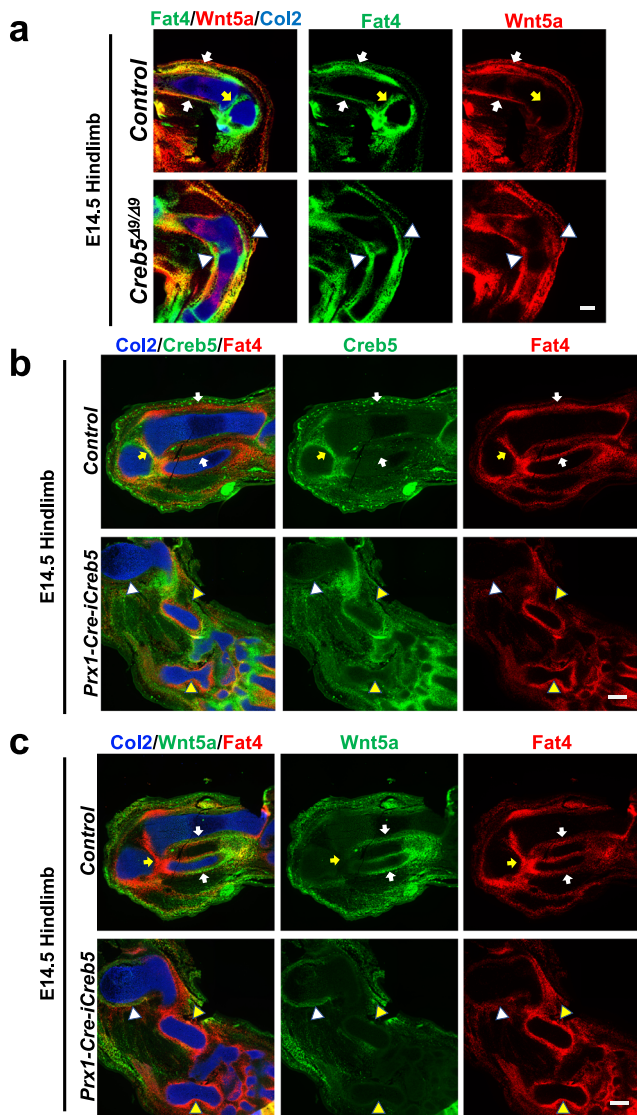 a
Fat4/Wnt5a/Col2 Fat4 Wnt5a
E14.5 Hindlimb
Control
Creb5Δ9/Δ9
b
Col2/Creb5/Fat4 Creb5 Fat4
E14.5 Hindlimb
Control
Prx1-Cre-iCreb5
c
Col2/Wnt5a/Fat4 Wnt5a Fat4
E14.5 Hindlimb
Control
Prx1-Cre-iCreb5